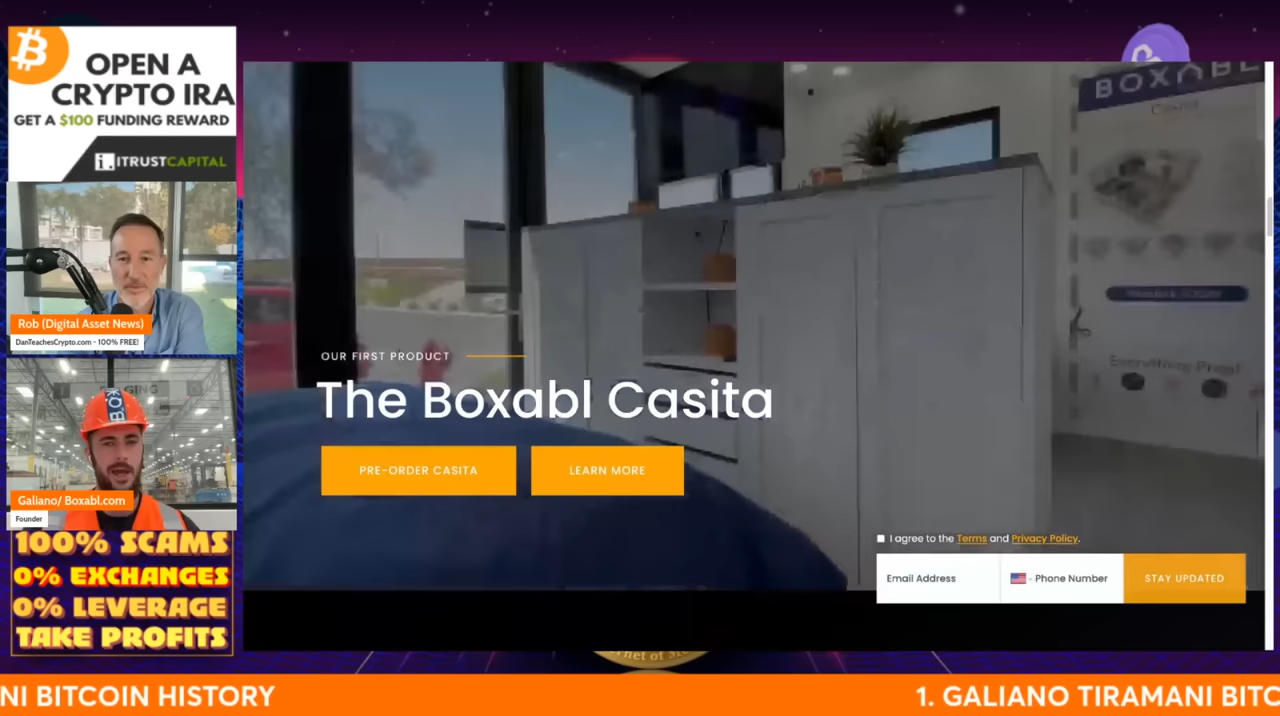 OPEN A
CRYPTO IRA
GET A $100 FUNDING REWARD
i. ITRUSTCAPITAL
Rob (Digital Asset News)
DanTeachesCrypto.com - 100% FREE!
Galiano/ Boxabl.com
Founder
100% SCAMS
0% EXCHANGES
0% LEVERAGE
TAKE PROFITS
BOXABL
Casita
OUR FIRST PRODUCT
The Boxabl Casita
PRE-ORDER CASITA
LEARN MORE
I agree to the Terms and Privacy Policy.
Email Address
Phone Number
STAY UPDATED
NI BITCOIN HISTORY
1. GALIANO TIRAMANI BITC